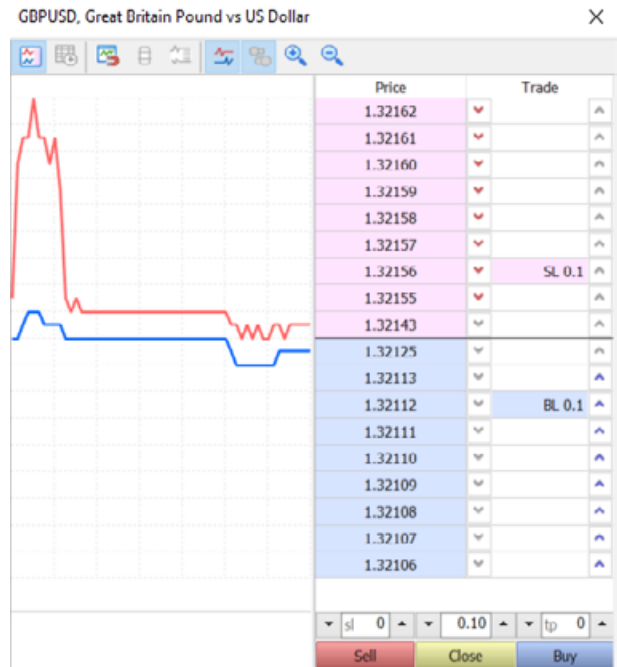 GBPUSD, Great Britain Pound vs US Dollar
Price Trade
1.32162
1.32161
1.32160
1.32159
1.32158
1.32157
1.32156 SL 0.1
1.32155
1.32143
1.32125
1.32113
1.32112 BL 0.1
1.32111
1.32110
1.32109
1.32108
1.32107
1.32106
sl 0 0.10 tp 0
Sell Close Buy